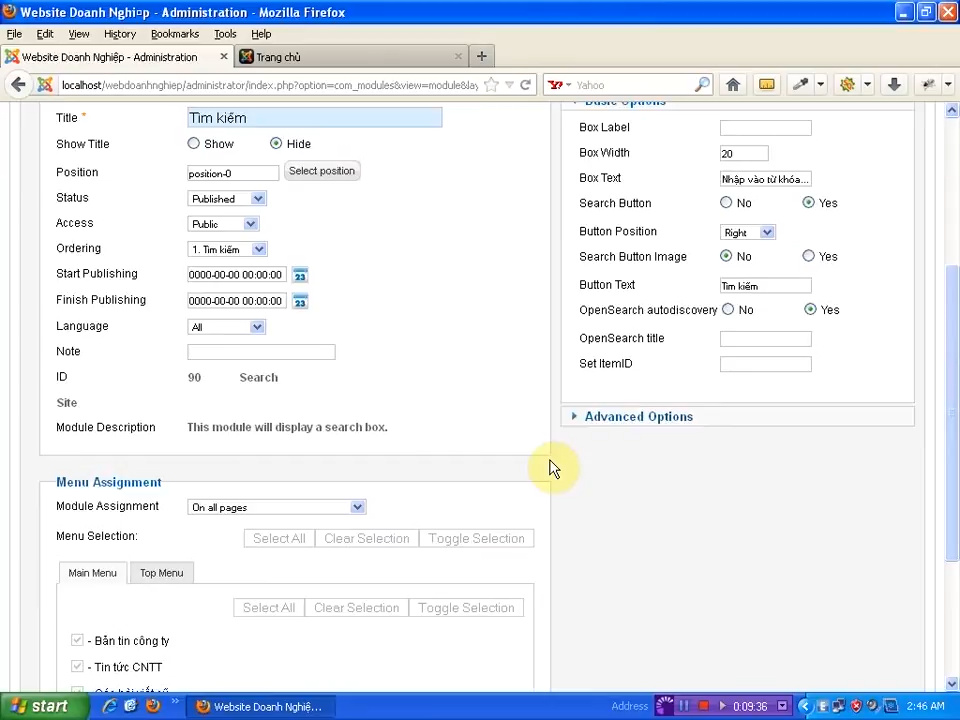 Website Doanh Nghiệp - Administration - Mozilla Firefox
File Edit View History Bookmarks Tools Help
Website Doanh Nghiệp - Administration
Trang chủ
localhost/webdoanhnghiep/administrator/index.php?option=com_modules&view=module&lay
Yahoo
Title *
Tìm kiếm
Show Title
Show
Hide
Position
position-0
Select position
Status
Published
Access
Public
Ordering
1. Tìm kiếm
Start Publishing
0000-00-00 00:00:00
23
Finish Publishing
0000-00-00 00:00:00
23
Language
All
Note
ID
90
Search
Site
Module Description
This module will display a search box.
Basic Options
Box Label
Box Width
20
Box Text
Nhập vào từ khóa...
Search Button
No
Yes
Button Position
Right
Search Button Image
No
Yes
Button Text
Tìm kiếm
OpenSearch autodiscovery
No
Yes
OpenSearch title
Set ItemID
Advanced Options
Menu Assignment
Module Assignment
On all pages
Menu Selection:
Select All
Clear Selection
Toggle Selection
Main Menu
Top Menu
Select All
Clear Selection
Toggle Selection
- Bản tin công ty
- Tin tức CNTT
start
Website Doanh Nghiệ...
Address
0:09:36
2:46 AM